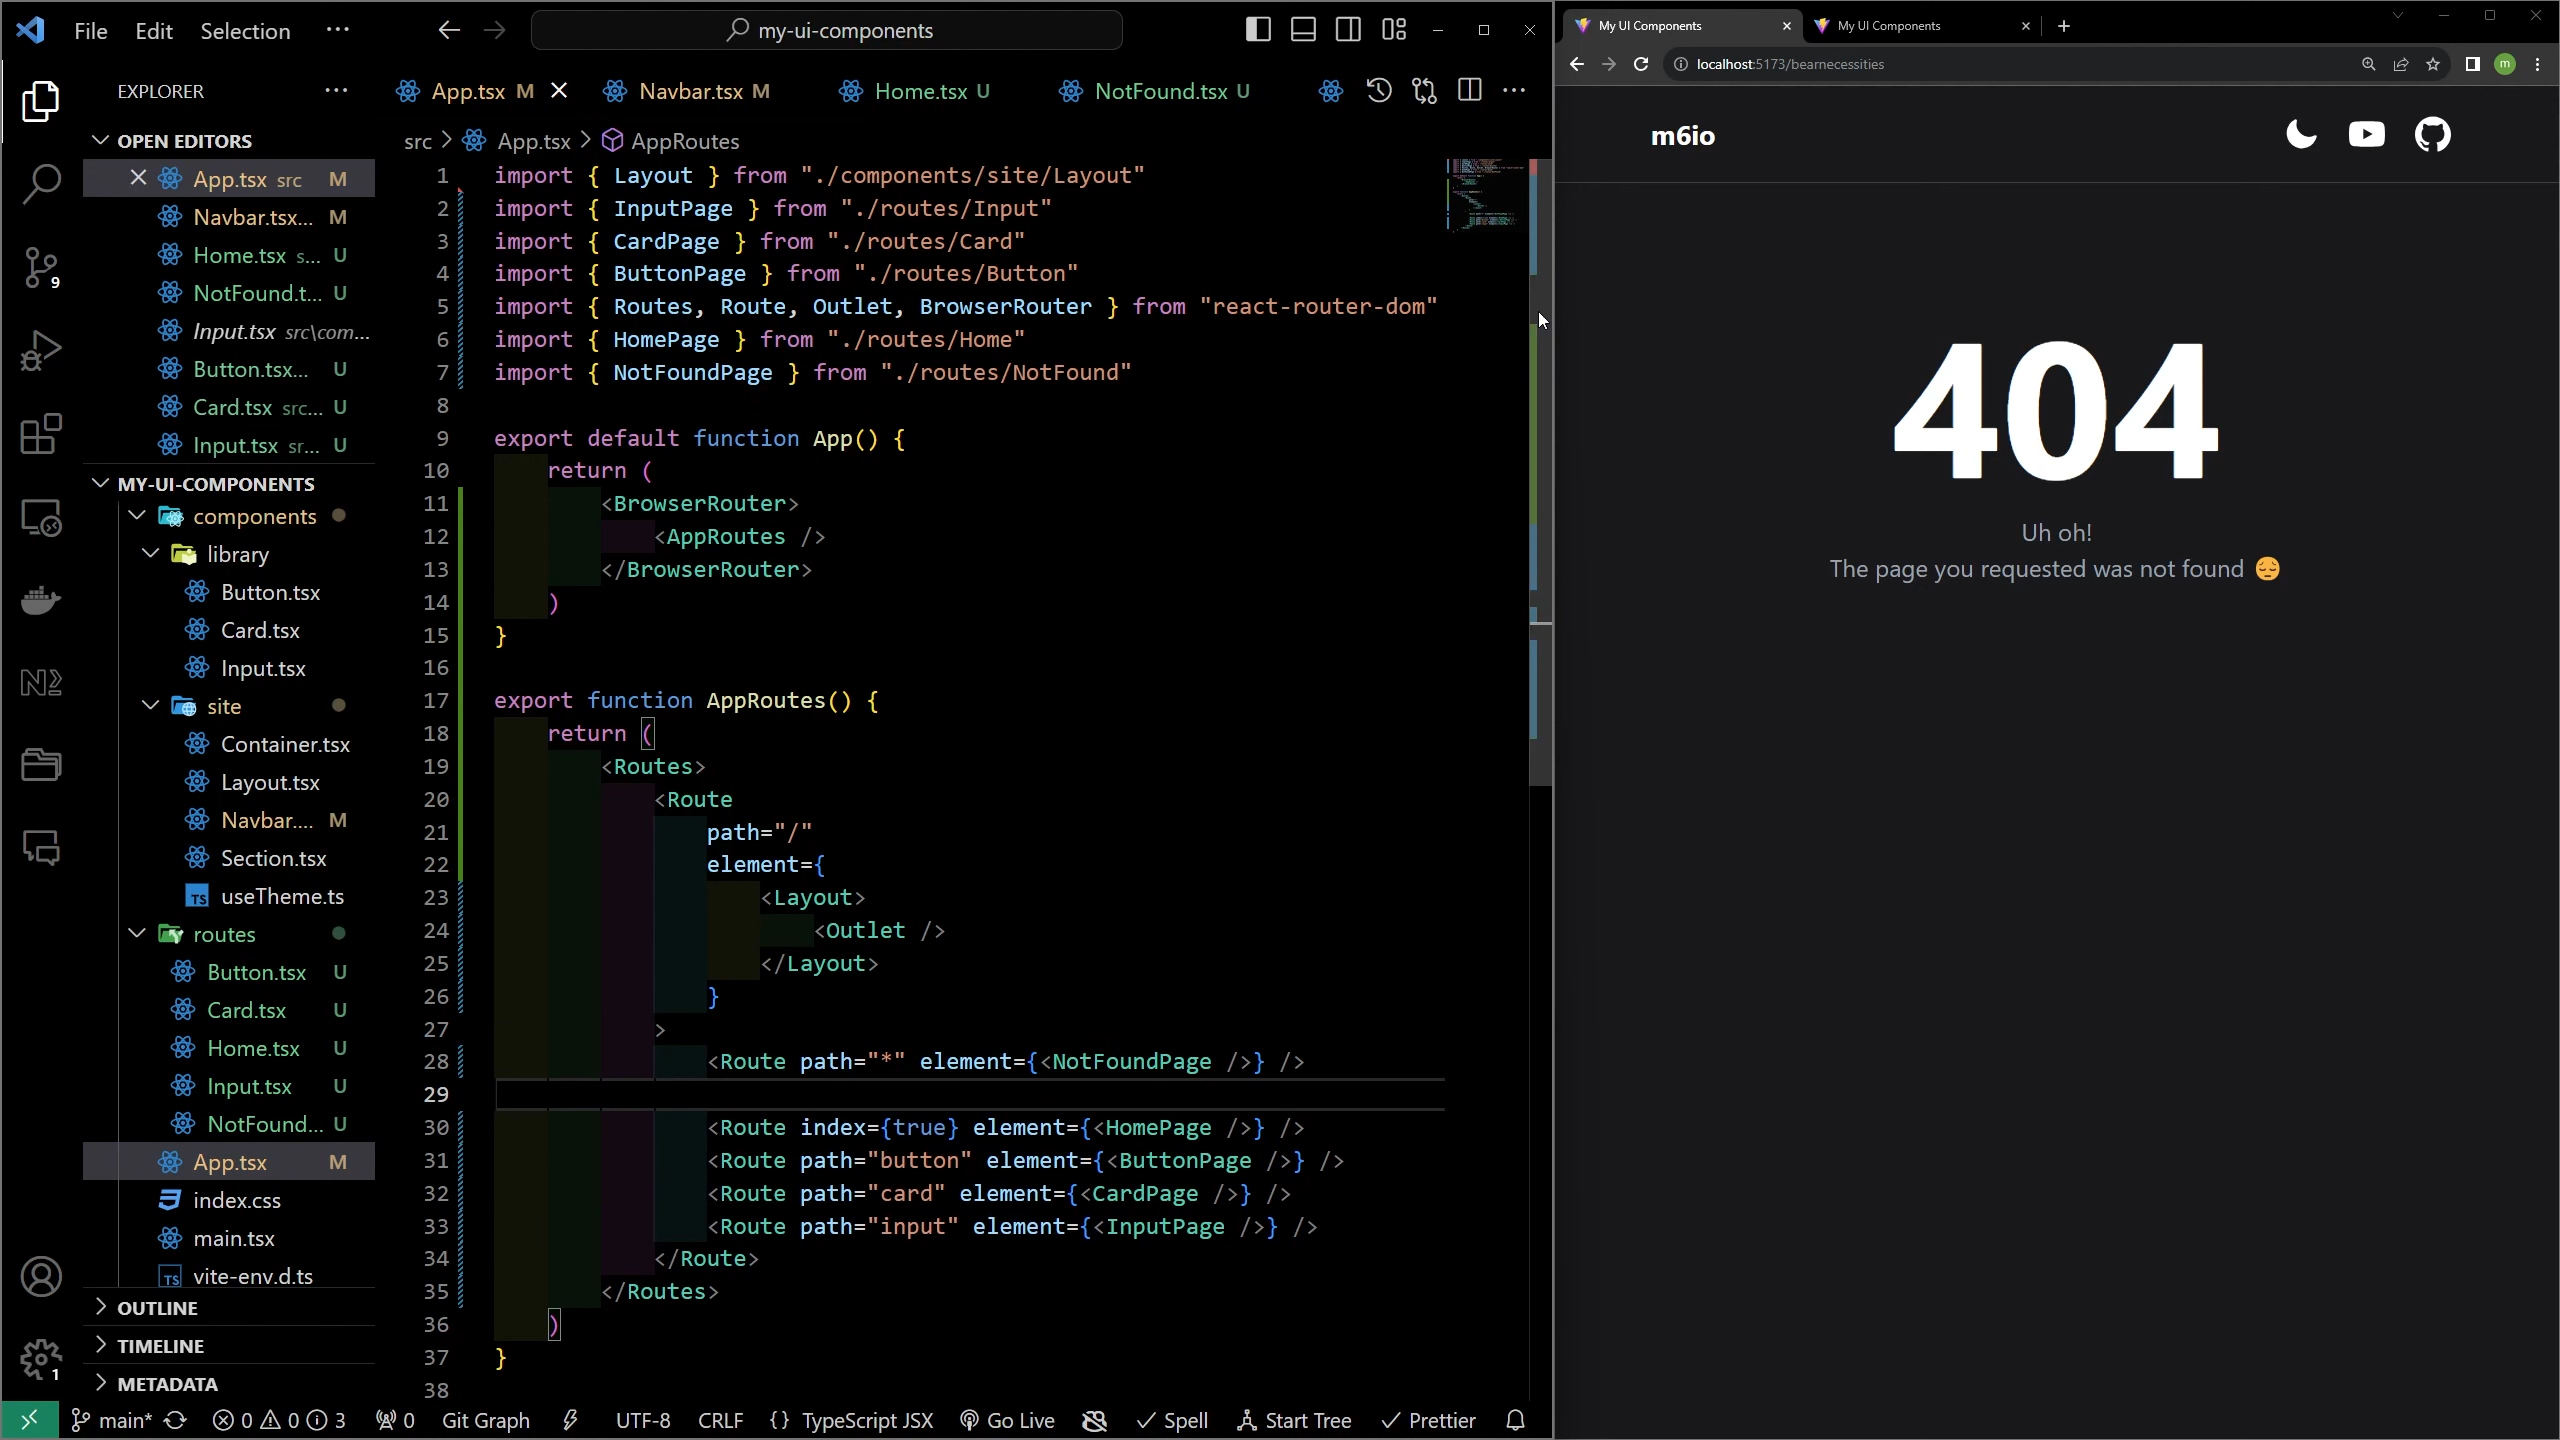 File Edit Selection ···
my-ui-components
EXPLORER
OPEN EDITORS
App.tsx src M
Navbar.tsx... M
Home.tsx s... U
NotFound.t... U
Input.tsx src\com...
Button.tsx... U
Card.tsx src... U
Input.tsx sr... U
MY-UI-COMPONENTS
components
library
Button.tsx
Card.tsx
Input.tsx
site
Container.tsx
Layout.tsx
Navbar.... M
Section.tsx
TS useTheme.ts
routes
Button.tsx U
Card.tsx U
Home.tsx U
Input.tsx U
NotFound... U
App.tsx M
index.css
main.tsx
TS vite-env.d.ts
OUTLINE
TIMELINE
METADATA
9
1
App.tsx M Navbar.tsx M Home.tsx U NotFound.tsx U
src > App.tsx > AppRoutes
1 import { Layout } from "./components/site/Layout"
2 import { InputPage } from "./routes/Input"
3 import { CardPage } from "./routes/Card"
4 import { ButtonPage } from "./routes/Button"
5 import { Routes, Route, Outlet, BrowserRouter } from "react-router-dom"
6 import { HomePage } from "./routes/Home"
7 import { NotFoundPage } from "./routes/NotFound"
8
9 export default function App() {
10 return (
11 <BrowserRouter>
12 <AppRoutes />
13 </BrowserRouter>
14 )
15 }
16
17 export function AppRoutes() {
18 return (
19 <Routes>
20 <Route
21 path="/"
22 element={
23 <Layout>
24 <Outlet />
25 </Layout>
26 }
27 >
28 <Route path="*" element={<NotFoundPage />} />
29
30 <Route index={true} element={<HomePage />} />
31 <Route path="button" element={<ButtonPage />} />
32 <Route path="card" element={<CardPage />} />
33 <Route path="input" element={<InputPage />} />
34 </Route>
35 </Routes>
36 )
37 }
38
main* 0 0 3 0 Git Graph UTF-8 CRLF {} TypeScript JSX Go Live Spell Start Tree Prettier
My UI Components My UI Components
localhost:5173/bearnecessities
m
m6io
404
Uh oh!
The page you requested was not found 😔